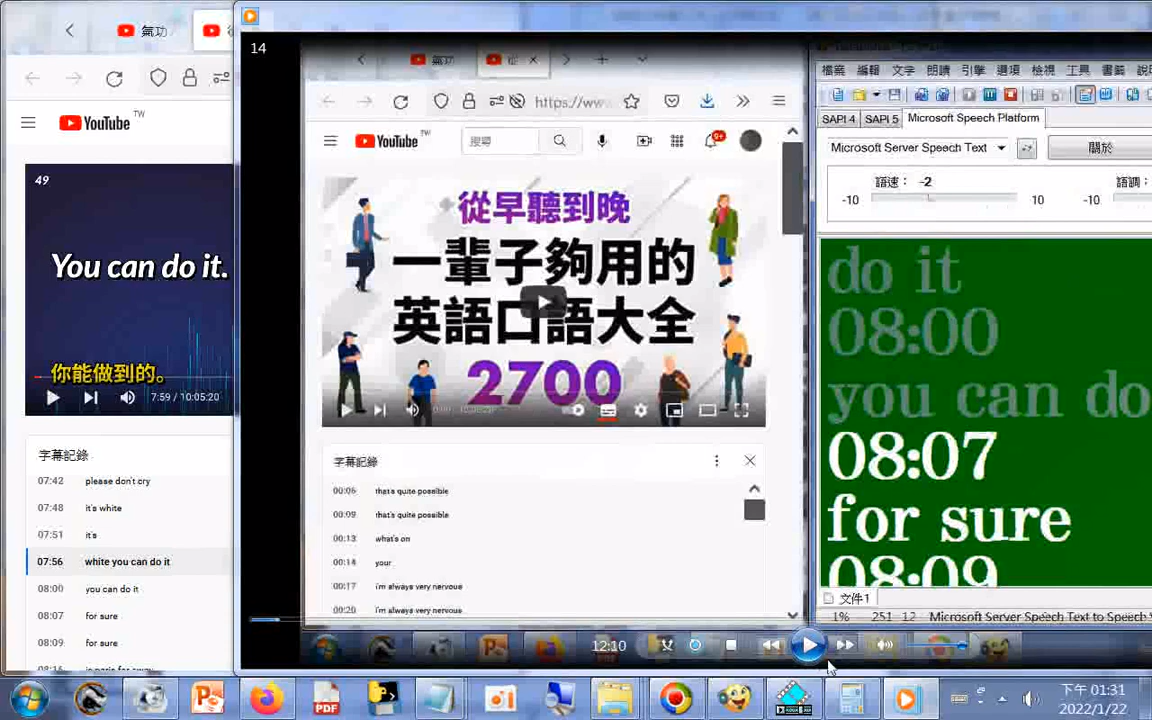 氣功
YouTube TW
49
You can do it.
你能做到的。
7:59 / 10:05:20
字幕記錄
07:42 please don't cry
07:48 it's white
07:51 it's
07:56 white you can do it
08:00 you can do it
08:07 for sure
08:09 for sure
14
氣功
https://www
YouTube TW
搜尋
9+
從早聽到晚
一輩子夠用的
英語口語大全
2700
字幕記錄
00:06 that's quite possible
00:09 that's quite possible
00:13 what's on
00:14 your
00:17 i'm always very nervous
00:20 i'm always very nervous
12:10
檔案 編輯 文字 朗讀 引擎 選項 檢視 工具 書籤
SAPI 4 SAPI 5 Microsoft Speech Platform
Microsoft Server Speech Text
關於
語速： -2
語調：
-10 10 -10
do it
08:00
you can do
08:07
for sure
08:09
文件1
1% 251 12 Microsoft Server Speech Text to Speech
PDF
下午 01:31
2022/1/22